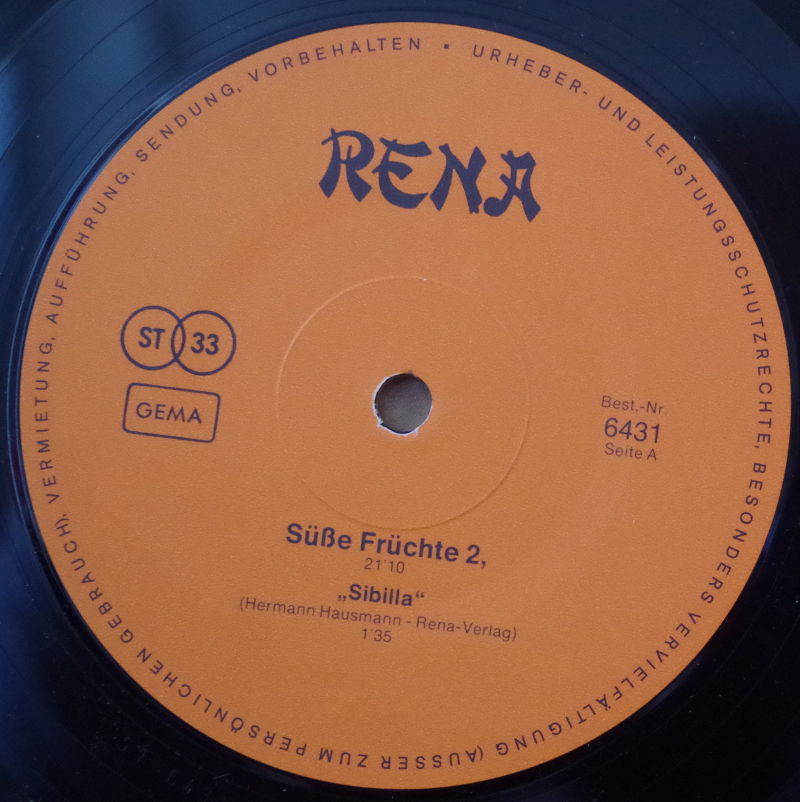 URHEBER- UND LEISTUNGSSCHUTZRECHTE, BESONDERS VERVIELFÄLTIGUNG (AUSSER ZUM PERSÖNLICHEN GEBRAUCH), VERMIETUNG, AUFFÜHRUNG, SENDUNG, VORBEHALTEN •
RENA
ST 33
GEMA
Best.-Nr.
6431
Seite A
Süße Früchte 2,
21'10
„Sibilla“
(Hermann Hausmann - Rena-Verlag)
1'35